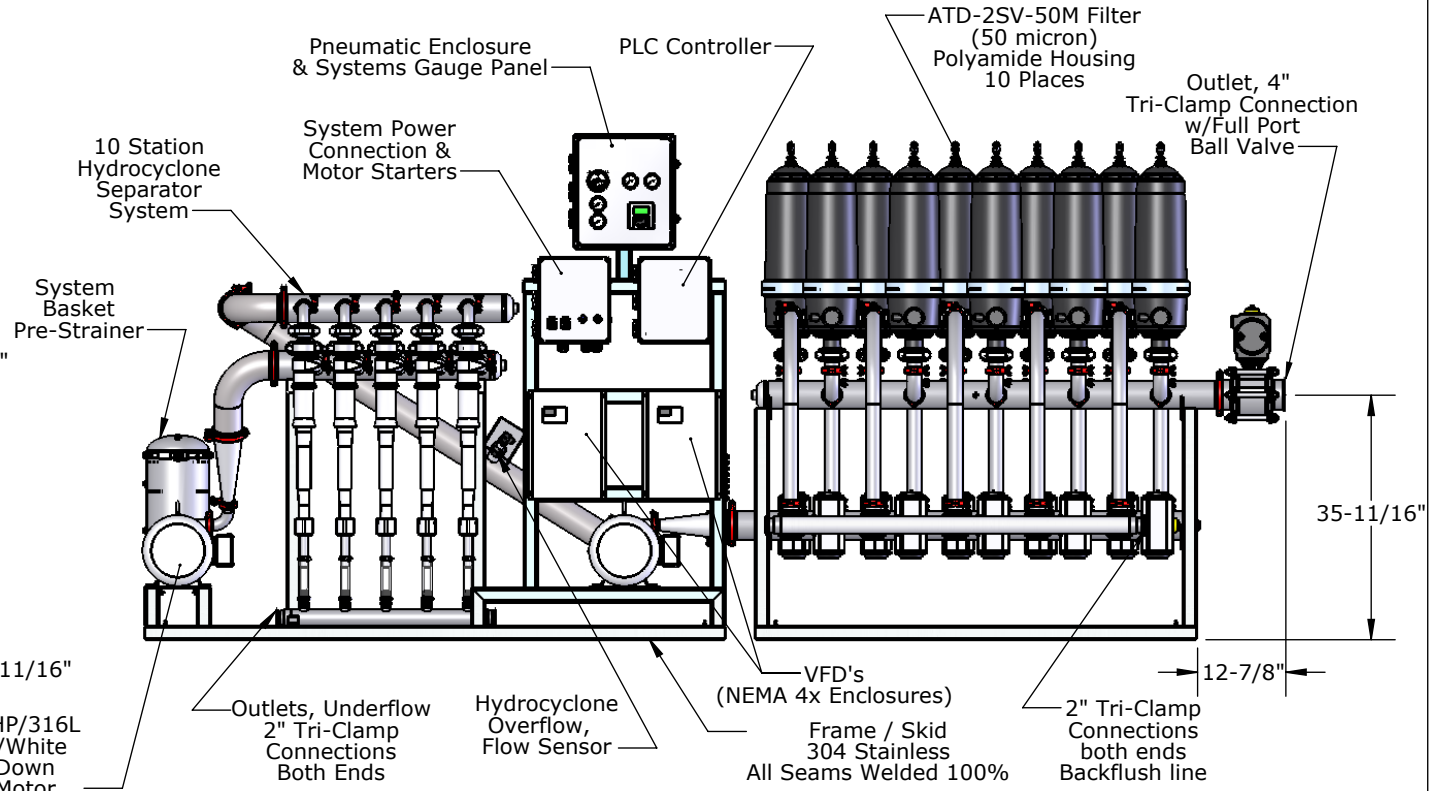 ATD-2SV-50M Filter
(50 micron)
Polyamide Housing
10 Places
Pneumatic Enclosure
& Systems Gauge Panel
PLC Controller
Outlet, 4"
Tri-Clamp Connection
w/Full Port
Ball Valve
System Power
Connection &
Motor Starters
10 Station
Hydrocyclone
Separator
System
System
Basket
Pre-Strainer
"
35-11/16"
11/16"
12-7/8"
HP/316L
/White
Down
Motor
Outlets, Underflow
2" Tri-Clamp
Connections
Both Ends
Hydrocyclone
Overflow,
Flow Sensor
VFD's
(NEMA 4x Enclosures)
Frame / Skid
304 Stainless
All Seams Welded 100%
2" Tri-Clamp
Connections
both ends
Backflush line